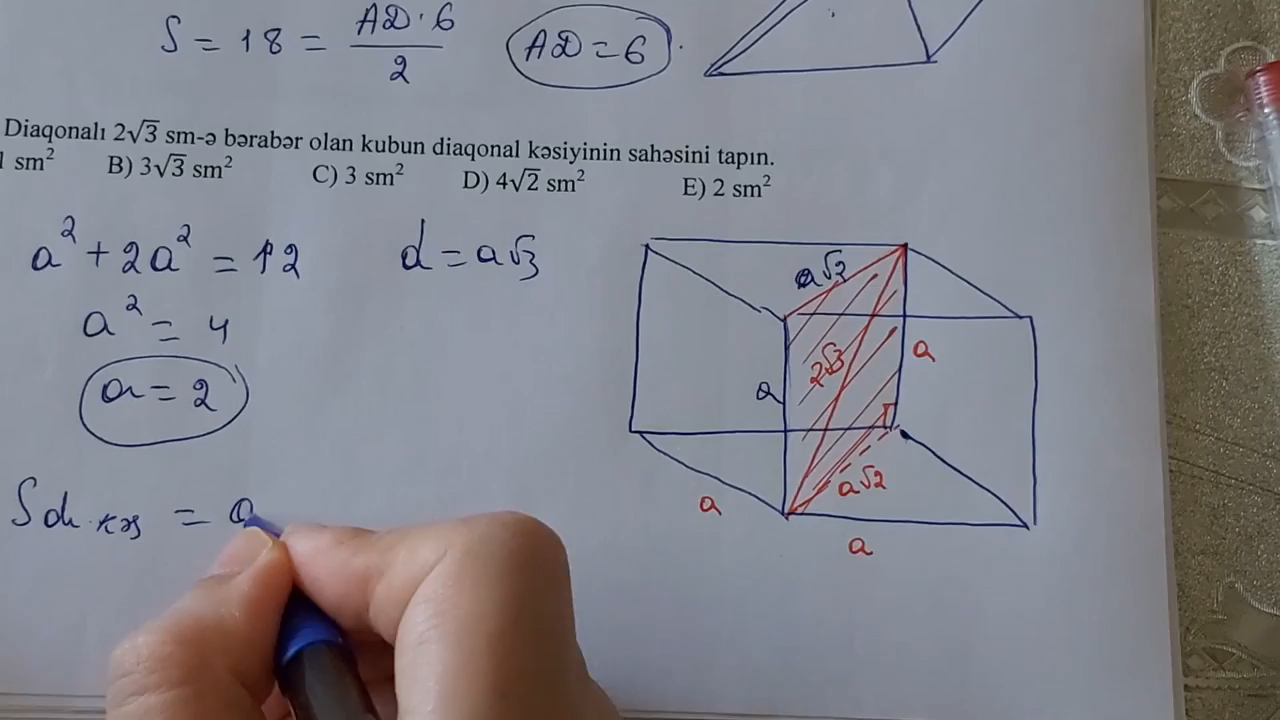 S = 18 = AD · 6 / 2 AD = 6
Diaqonalı 2√3 sm-ə bərabər olan kubun diaqonal kəsiyinin sahəsini tapın.
sm² B) 3√3 sm² C) 3 sm² D) 4√2 sm² E) 2 sm²
a² + 2a² = 12 d = a√3
a² = 4
a = 2
S d. kəs = a
a√3
2√3
a
a
a√2
a
a